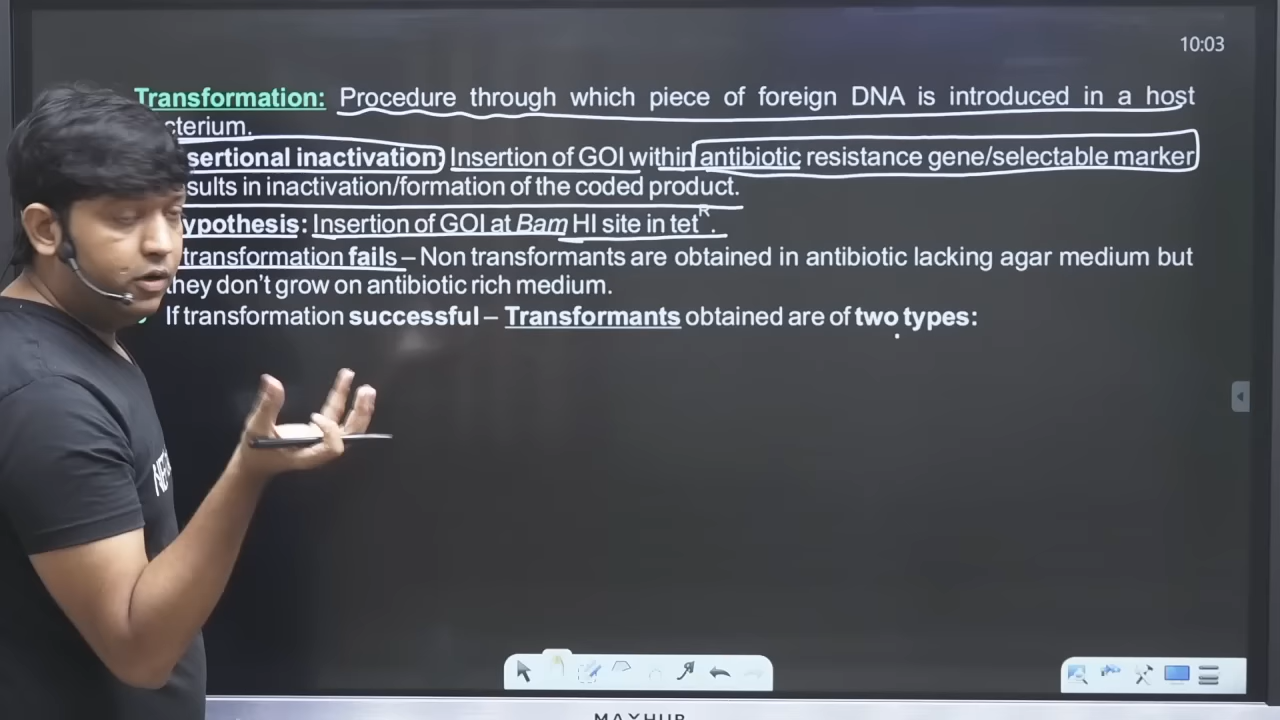 10:03
Transformation: Procedure through which piece of foreign DNA is introduced in a host
cterium.
sertional inactivation: Insertion of GOI within antibiotic resistance gene/selectable marker
sults in inactivation/formation of the coded product.
ypothesis: Insertion of GOI at Bam HI site in tetᴿ.
transformation fails – Non transformants are obtained in antibiotic lacking agar medium but
they don't grow on antibiotic rich medium.
If transformation successful – Transformants obtained are of two types:
MAXHUB